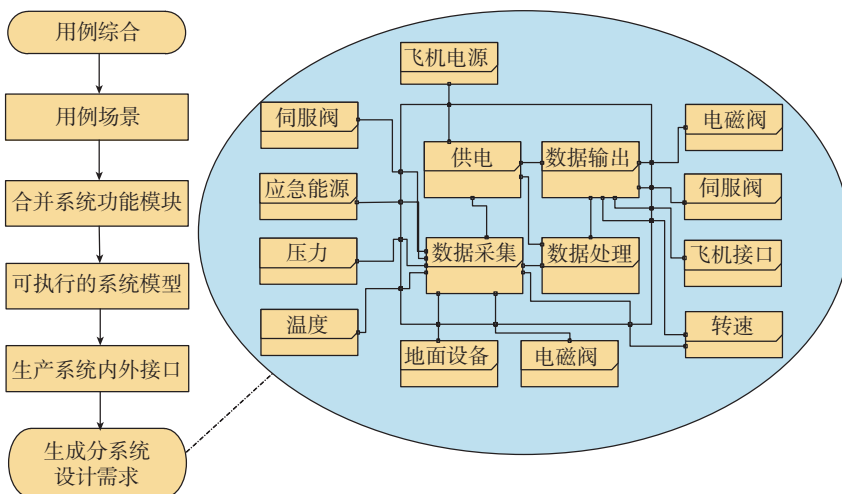 用例综合
用例场景
合并系统功能模块
可执行的系统模型
生产系统内外接口
生成分系统
设计需求
飞机电源
伺服阀
电磁阀
供电
数据输出
应急能源
伺服阀
压力
数据采集
数据处理
飞机接口
温度
转速
地面设备
电磁阀